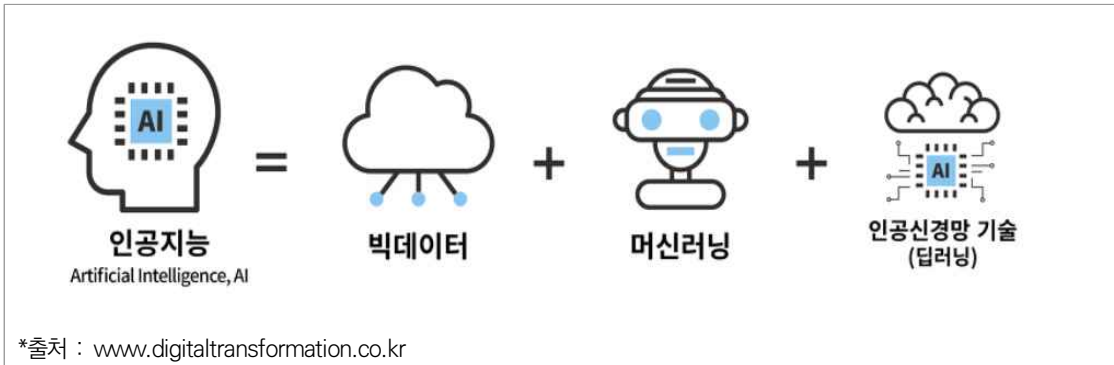 AI
=
+
+
AI
인공지능
Artificial Intelligence, AI
빅데이터
머신러닝
인공신경망 기술
(딥러닝)
*출처 : www.digitaltransformation.co.kr